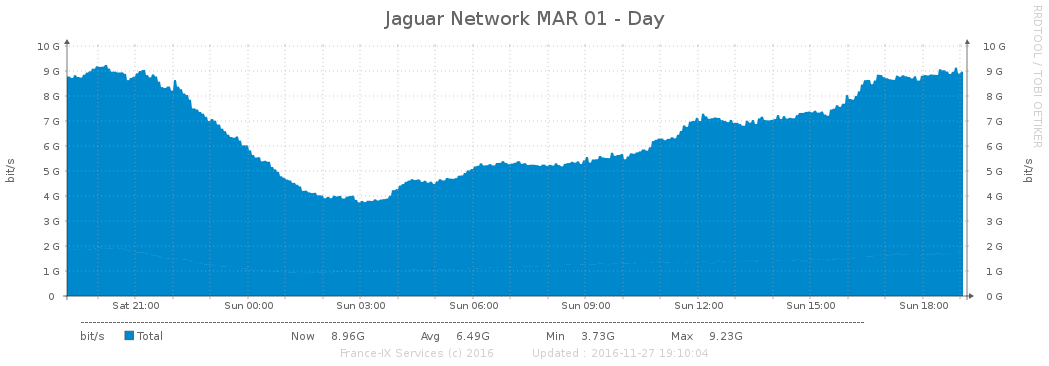 Jaguar Network MAR 01 - Day
RRDTOOL / TOBI OETIKER
bit/s
bit/s
10 G 10 G
9 G 9 G
8 G 8 G
7 G 7 G
6 G 6 G
5 G 5 G
4 G 4 G
3 G 3 G
2 G 2 G
1 G 1 G
0 0 G
Sat 21:00 Sun 00:00 Sun 03:00 Sun 06:00 Sun 09:00 Sun 12:00 Sun 15:00 Sun 18:00
bit/s Total Now 8.96G Avg 6.49G Min 3.73G Max 9.23G
France-IX Services (c) 2016 Updated : 2016-11-27 19:10:04